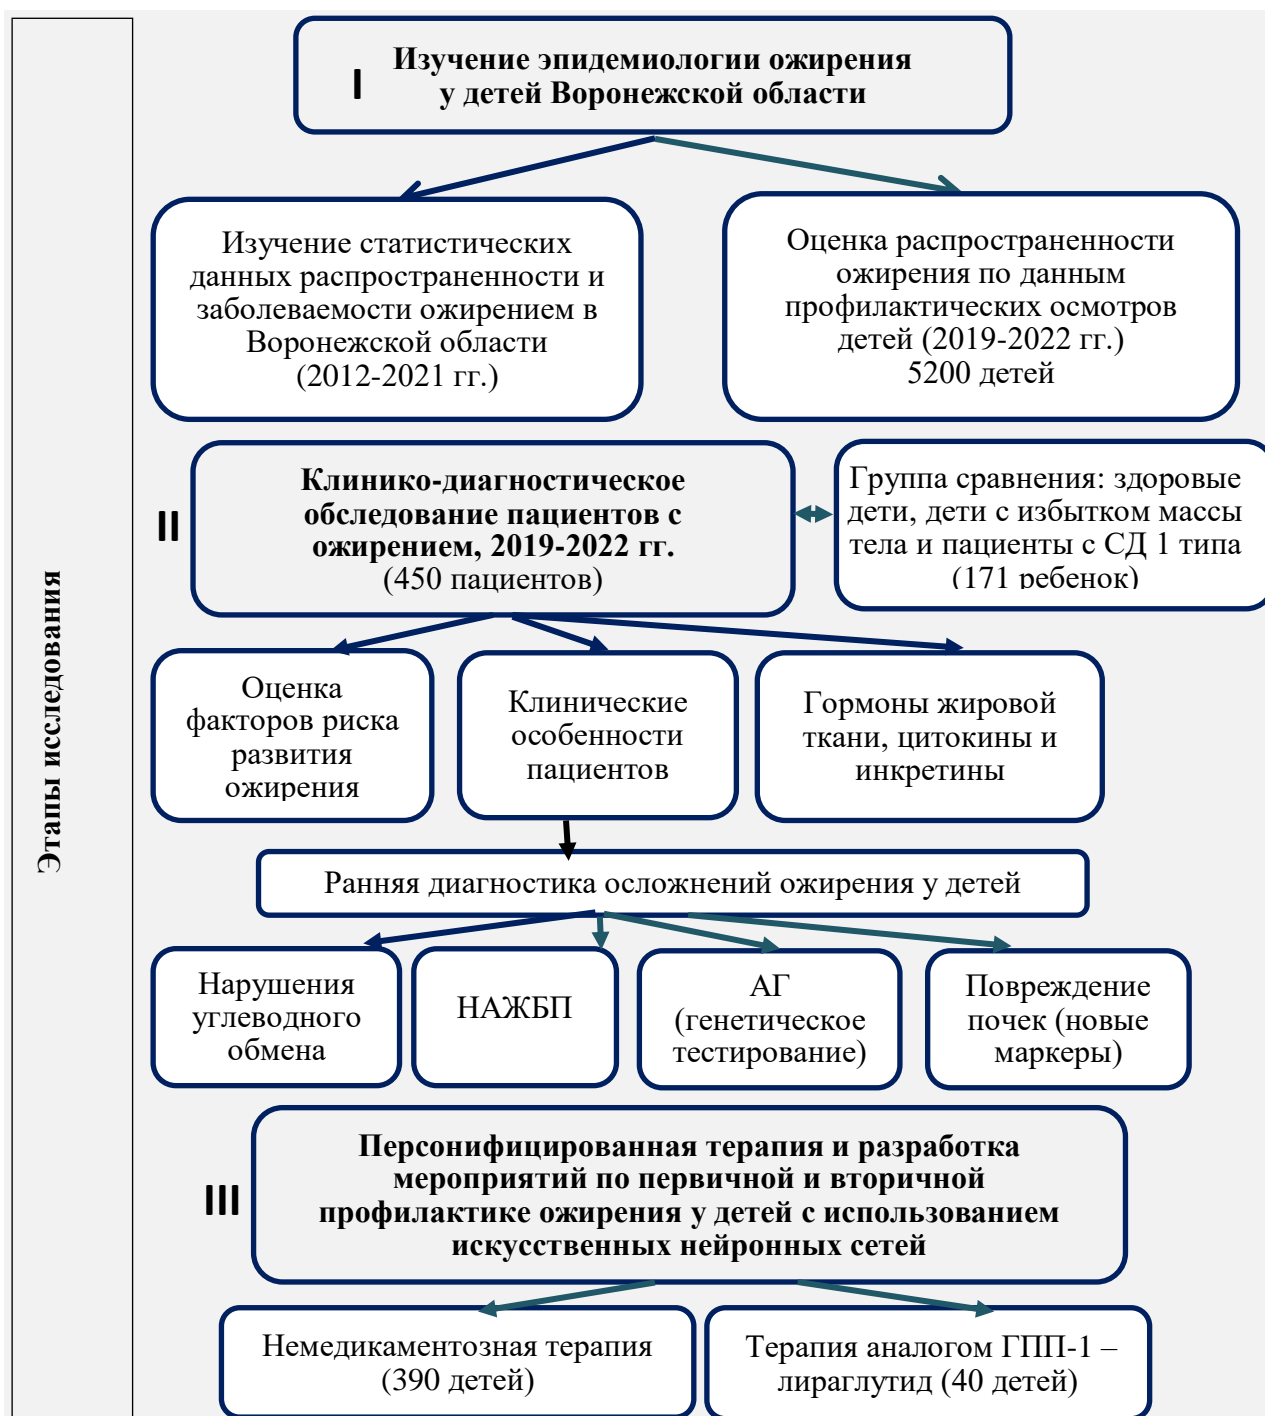 Этапы исследования
I
Изучение эпидемиологии ожирения
у детей Воронежской области
Изучение статистических
данных распространенности и
заболеваемости ожирением в
Воронежской области
(2012-2021 гг.)
Оценка распространенности
ожирения по данным
профилактических осмотров
детей (2019-2022 гг.)
5200 детей
II
Клинико-диагностическое
обследование пациентов с
ожирением, 2019-2022 гг.
(450 пациентов)
Группа сравнения: здоровые
дети, дети с избытком массы
тела и пациенты с СД 1 типа
(171 ребенок)
Оценка
факторов риска
развития
ожирения
Клинические
особенности
пациентов
Гормоны жировой
ткани, цитокины и
инкретины
Ранняя диагностика осложнений ожирения у детей
Нарушения
углеводного
обмена
НАЖБП
АГ
(генетическое
тестирование)
Повреждение
почек (новые
маркеры)
III
Персонифицированная терапия и разработка
мероприятий по первичной и вторичной
профилактике ожирения у детей с использованием
искусственных нейронных сетей
Немедикаментозная терапия
(390 детей)
Терапия аналогом ГПП-1 –
лираглутид (40 детей)